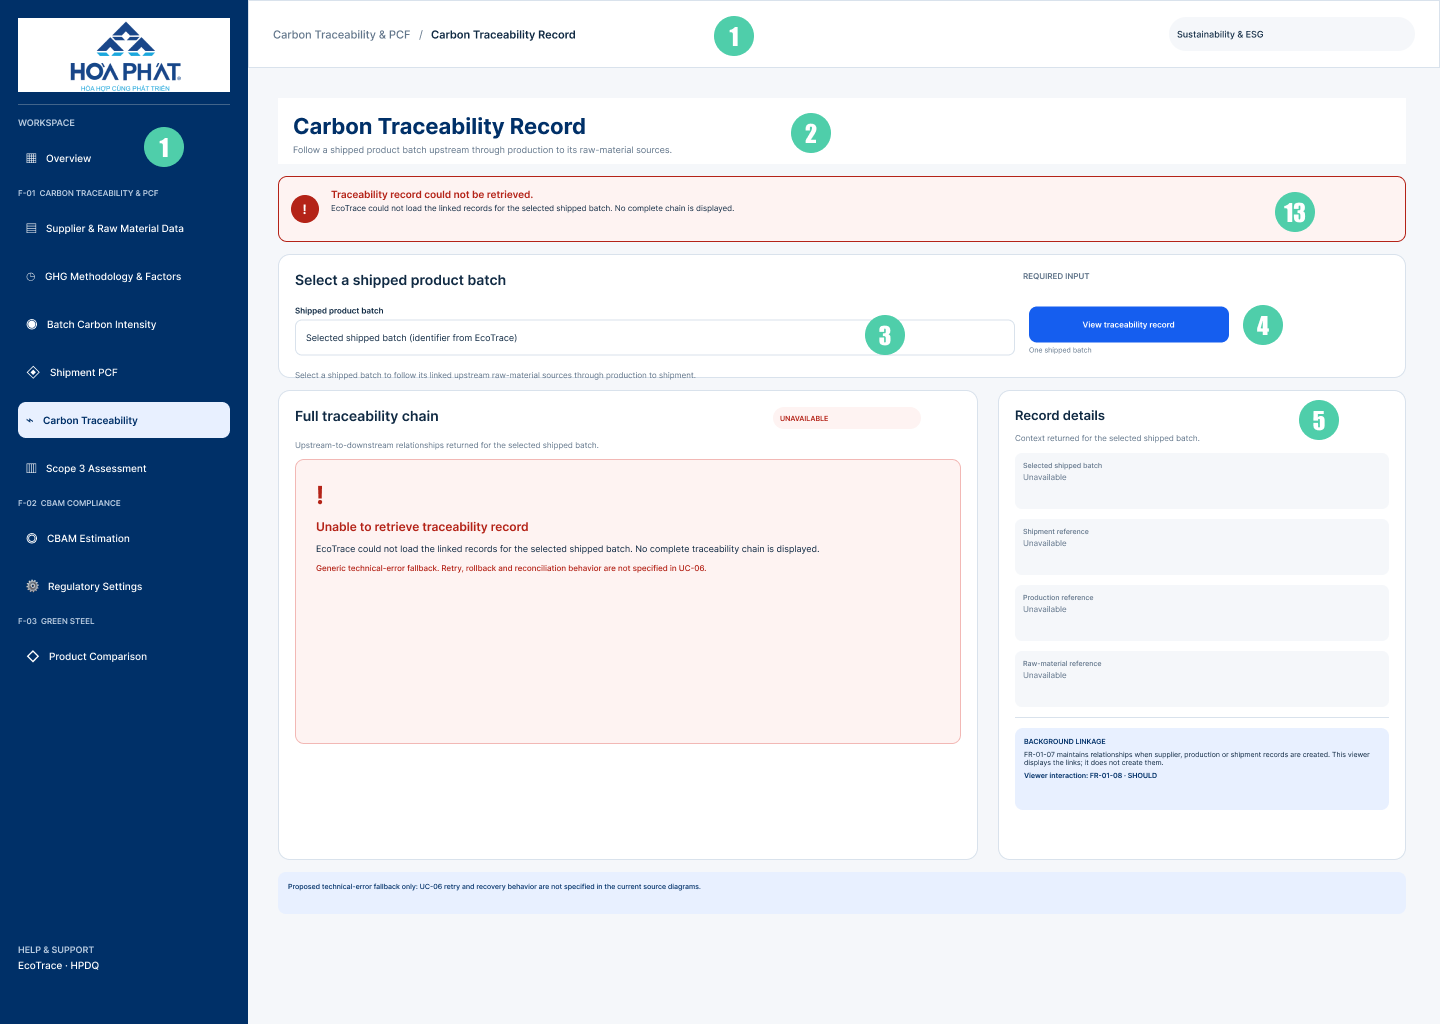 HÒA PHÁT
HÒA HỢP CÙNG PHÁT TRIỂN
WORKSPACE
1
Overview
F-01 CARBON TRACEABILITY & PCF
Supplier & Raw Material Data
GHG Methodology & Factors
Batch Carbon Intensity
Shipment PCF
Carbon Traceability
Scope 3 Assessment
F-02 CBAM COMPLIANCE
CBAM Estimation
Regulatory Settings
F-03 GREEN STEEL
Product Comparison
HELP & SUPPORT
EcoTrace · HPDQ
Carbon Traceability & PCF / Carbon Traceability Record
1
Sustainability & ESG
Carbon Traceability Record
2
Follow a shipped product batch upstream through production to its raw-material sources.
!
Traceability record could not be retrieved.
EcoTrace could not load the linked records for the selected shipped batch. No complete chain is displayed.
13
Select a shipped product batch
REQUIRED INPUT
Shipped product batch
Selected shipped batch (identifier from EcoTrace)
3
View traceability record
4
One shipped batch
Select a shipped batch to follow its linked upstream raw-material sources through production to shipment.
Full traceability chain
UNAVAILABLE
Upstream-to-downstream relationships returned for the selected shipped batch.
!
Unable to retrieve traceability record
EcoTrace could not load the linked records for the selected shipped batch. No complete traceability chain is displayed.
Generic technical-error fallback. Retry, rollback and reconciliation behavior are not specified in UC-06.
Record details
5
Context returned for the selected shipped batch.
Selected shipped batch
Unavailable
Shipment reference
Unavailable
Production reference
Unavailable
Raw-material reference
Unavailable
BACKGROUND LINKAGE
FR-01-07 maintains relationships when supplier, production or shipment records are created. This viewer
displays the links; it does not create them.
Viewer interaction: FR-01-08 · SHOULD
Proposed technical-error fallback only: UC-06 retry and recovery behavior are not specified in the current source diagrams.